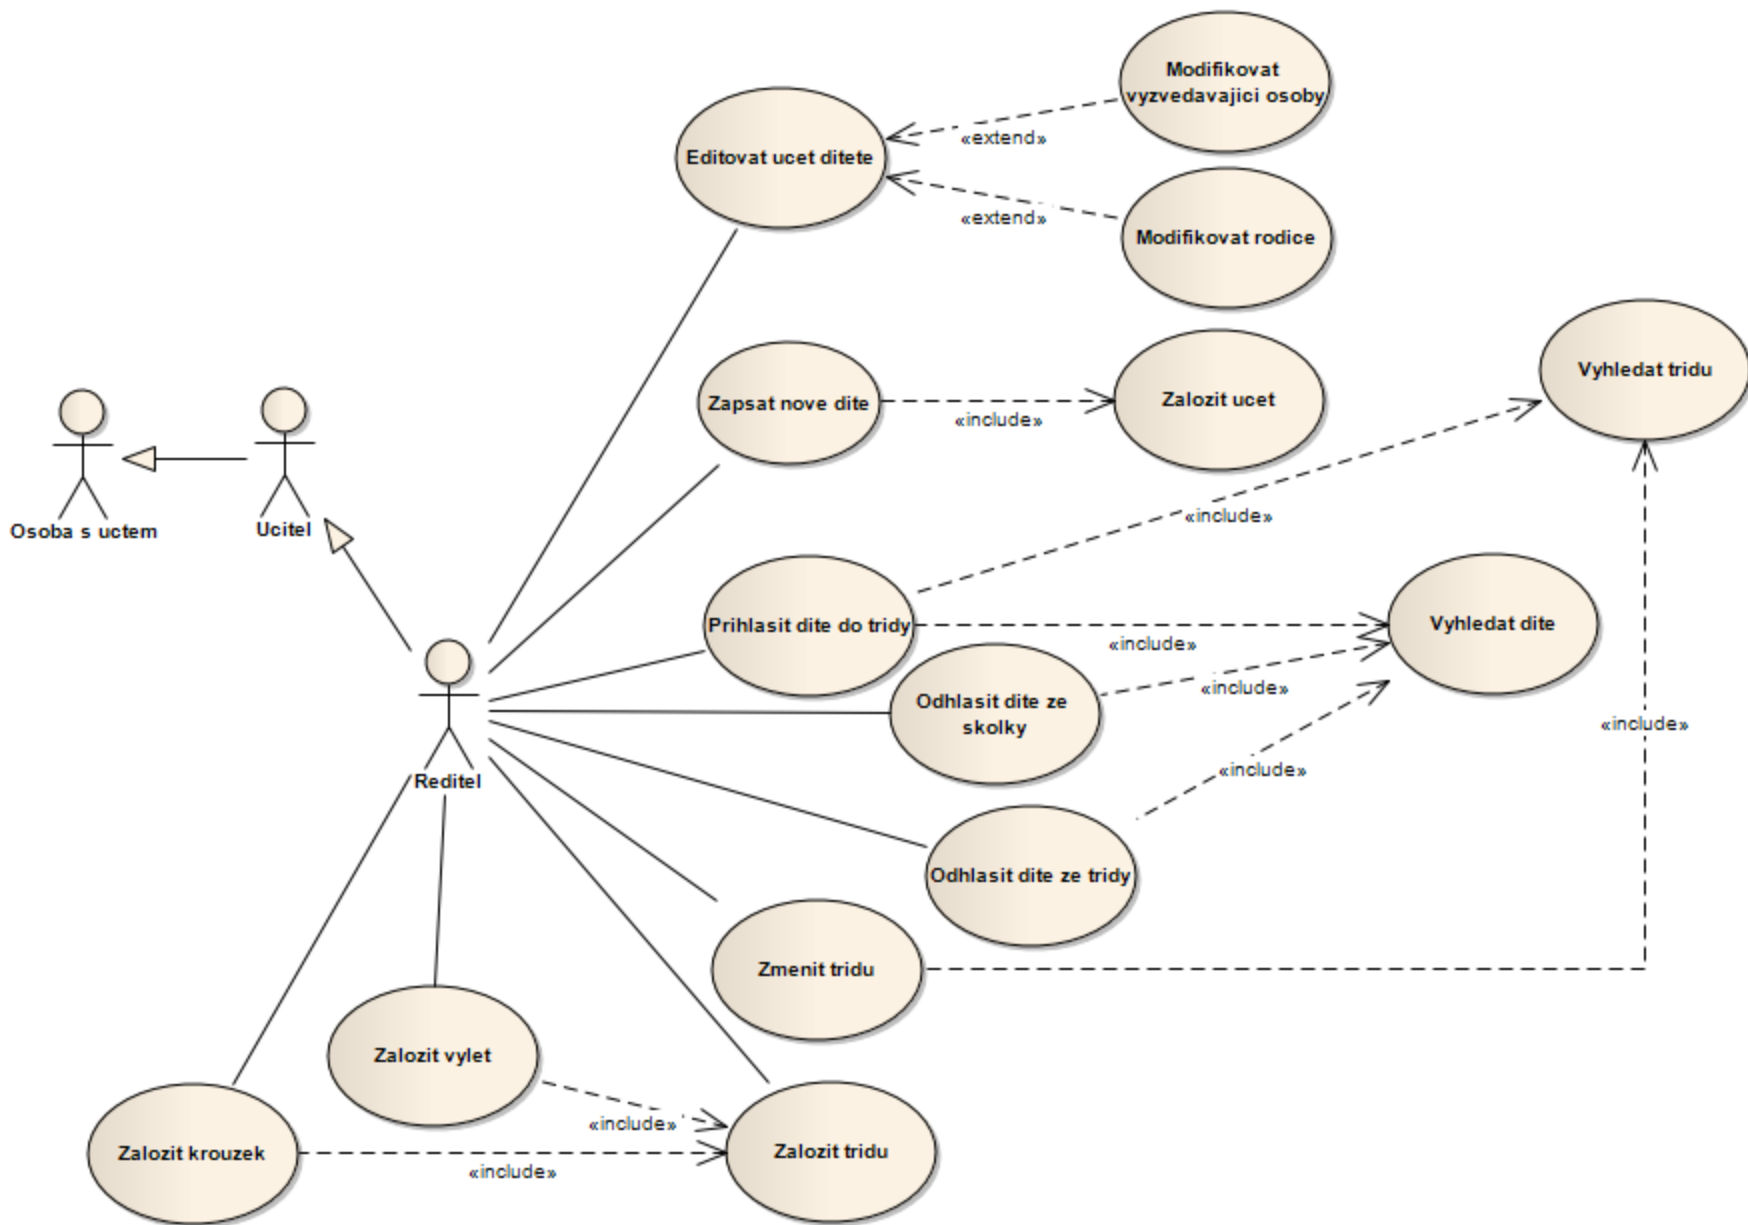 Modifikovat
vyzvedavajici osoby
Editovat ucet ditete
«extend»
«extend»
Modifikovat rodice
Vyhledat tridu
Zapsat nove dite
«include»
Zalozit ucet
Osoba s uctem
Ucitel
«include»
Prihlasit dite do tridy
«include»
Vyhledat dite
Odhlasit dite ze
skolky
«include»
«include»
«include»
Reditel
Odhlasit dite ze tridy
Zmenit tridu
Zalozit vylet
«include»
Zalozit krouzek
«include»
Zalozit tridu